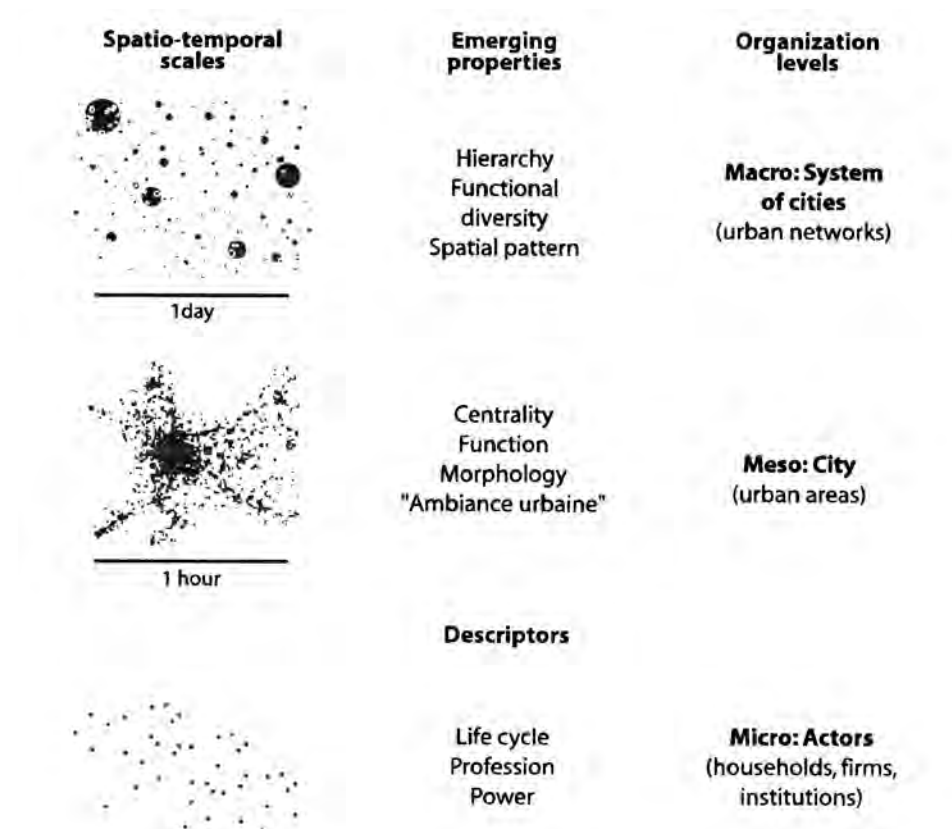 Spatio-temporal
scales
Emerging
properties
Organization
levels
Hierarchy
Functional
diversity
Spatial pattern
Macro: System
of cities
(urban networks)
1day
Centrality
Function
Morphology
"Ambiance urbaine"
Meso: City
(urban areas)
1 hour
Descriptors
Life cycle
Profession
Power
Micro: Actors
(households, firms,
institutions)